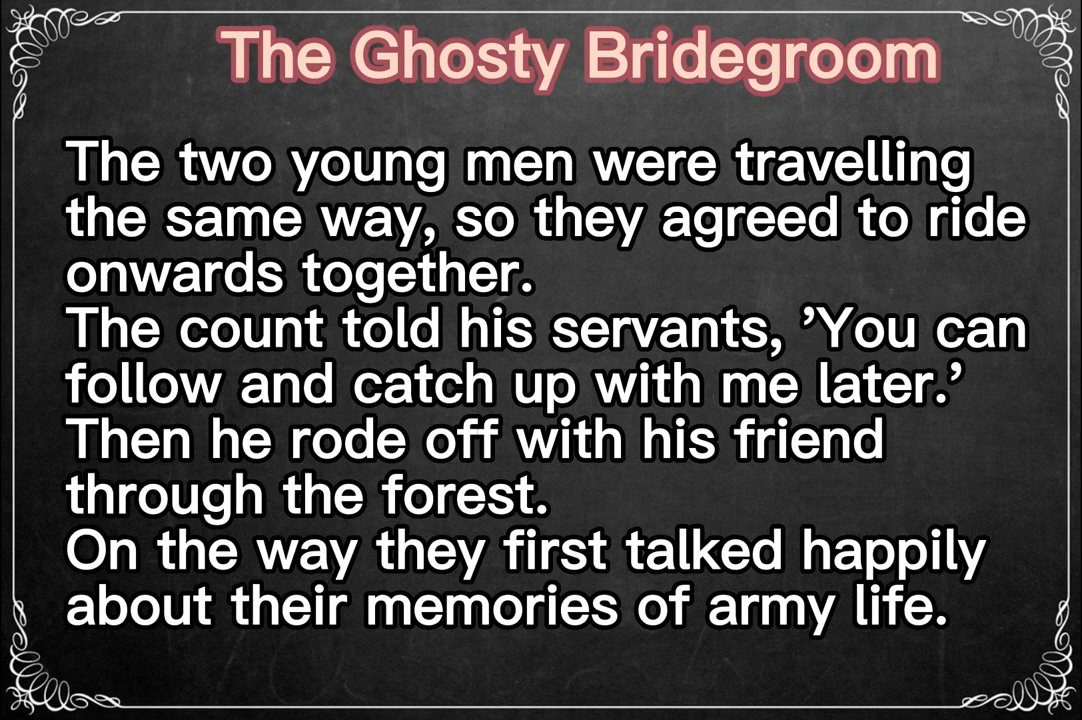 The Ghosty Bridegroom
The two young men were travelling
the same way, so they agreed to ride
onwards together.
The count told his servants, ’You can
follow and catch up with me later.’
Then he rode off with his friend
through the forest.
On the way they first talked happily
about their memories of army life.